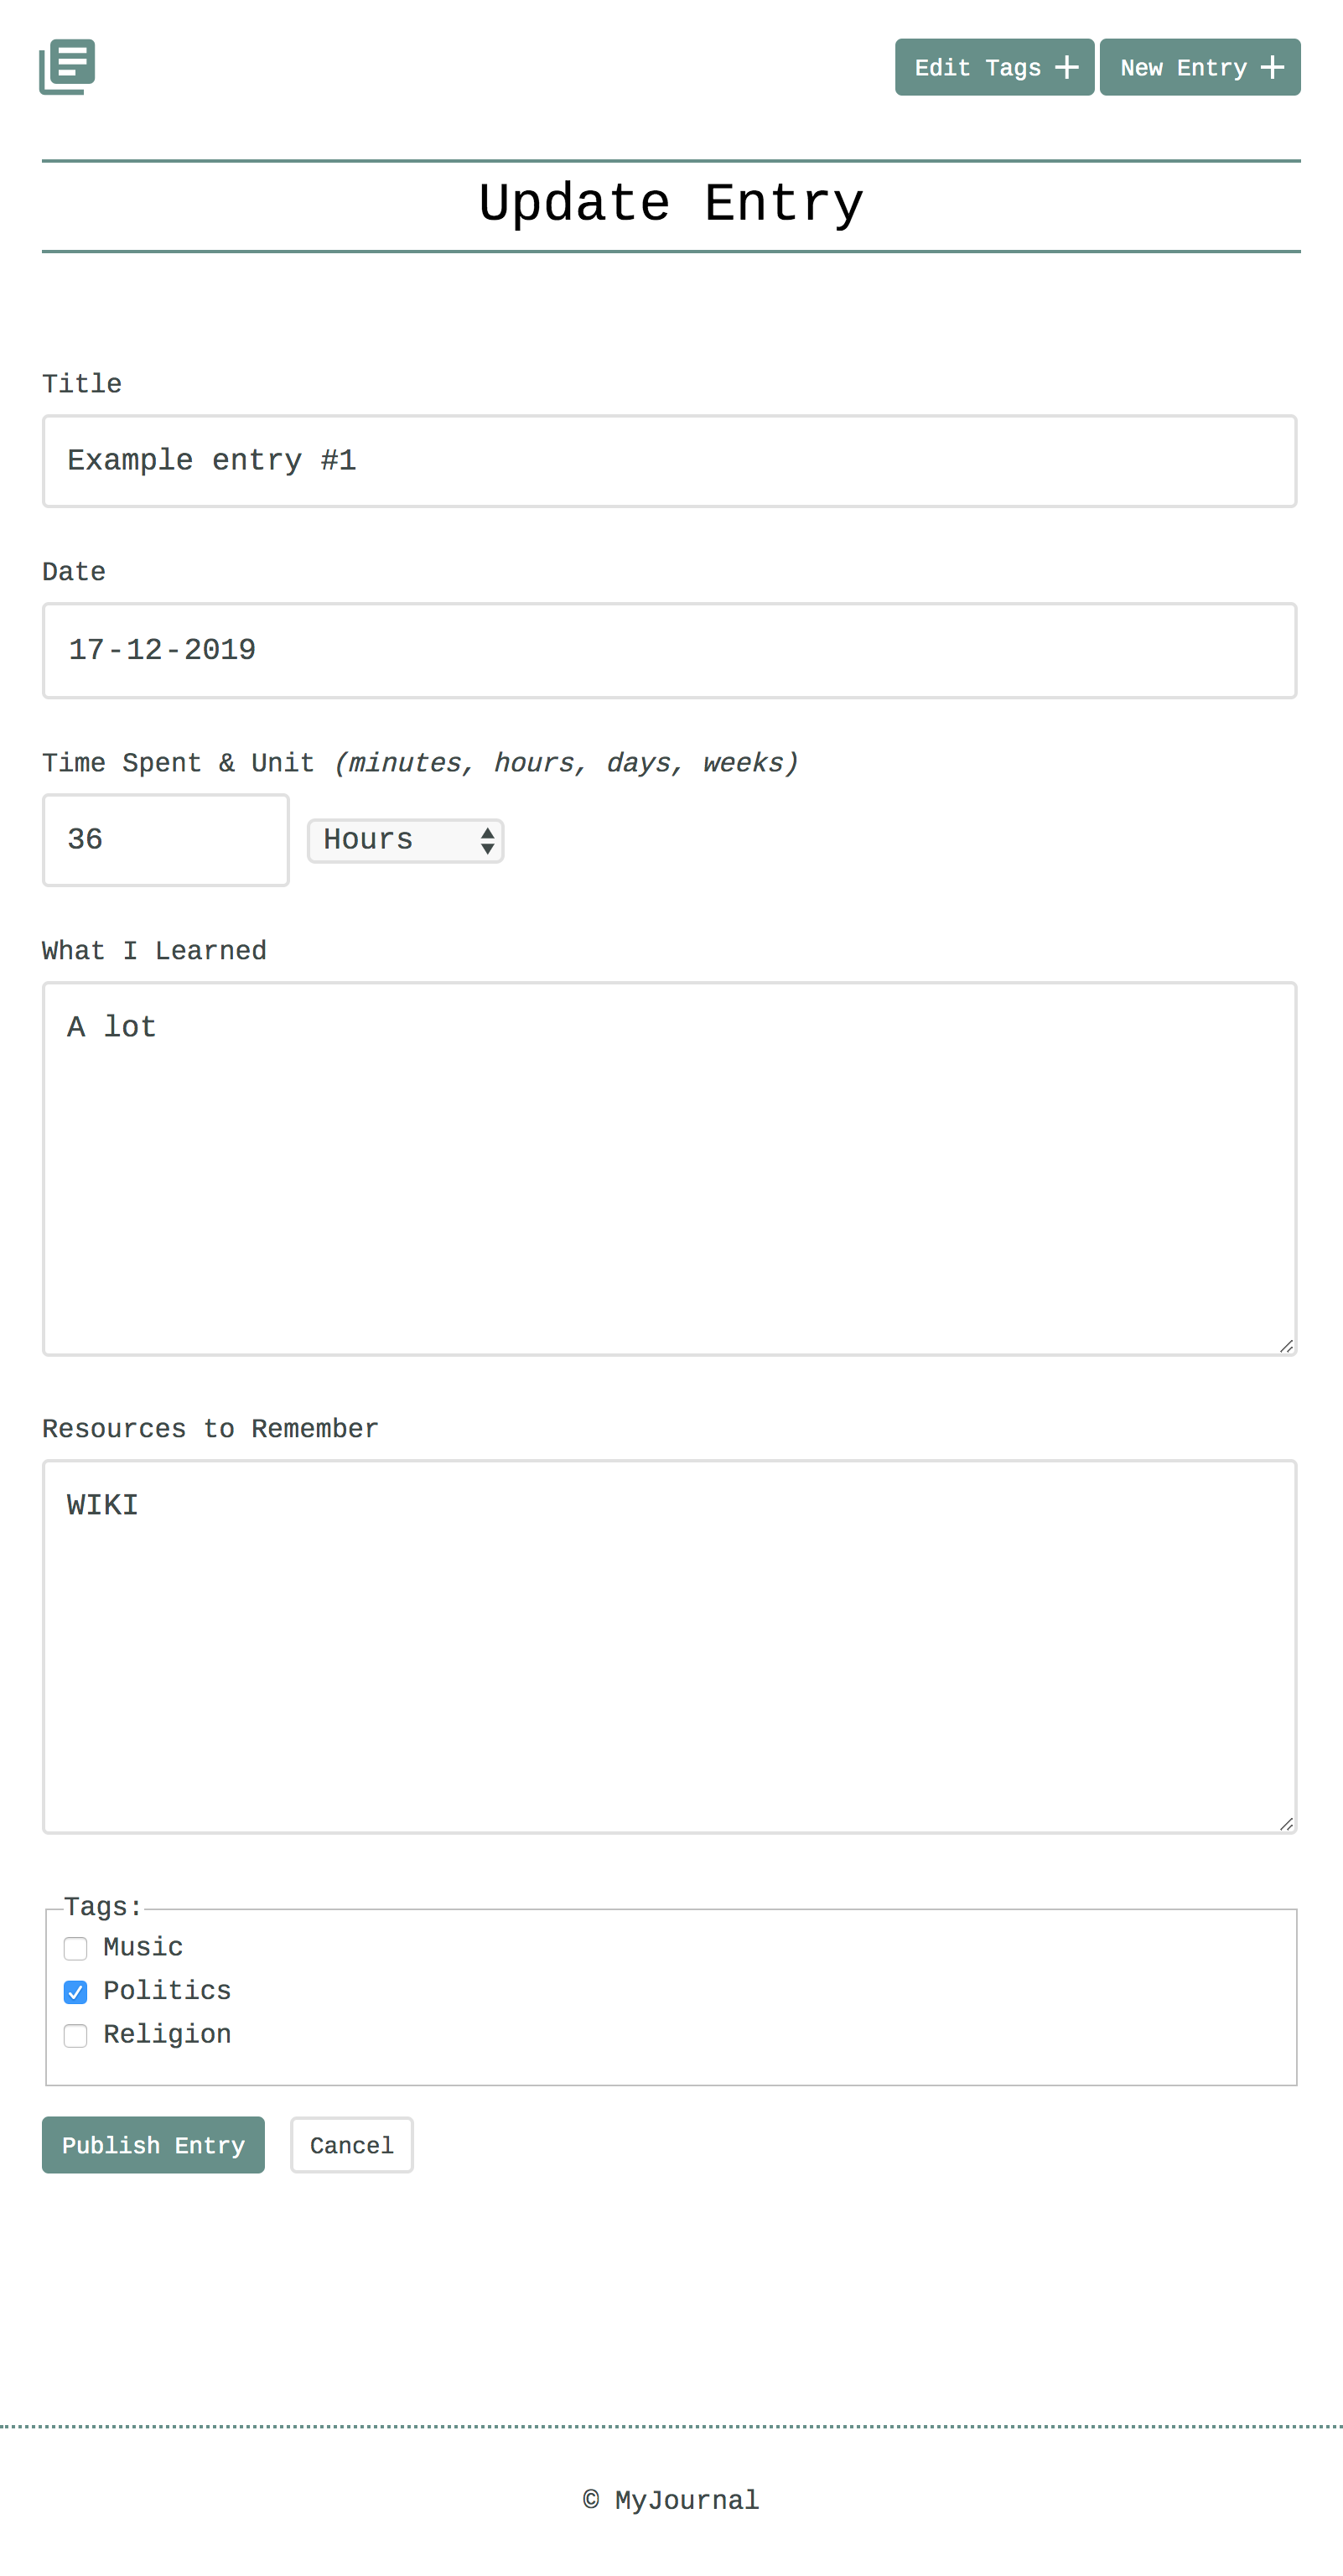 Edit Tags + New Entry +
Update Entry
Title
Example entry #1
Date
17-12-2019
Time Spent & Unit (minutes, hours, days, weeks)
36 Hours
What I Learned
A lot
Resources to Remember
WIKI
Tags:
Music
Politics
Religion
Publish Entry Cancel
© MyJournal